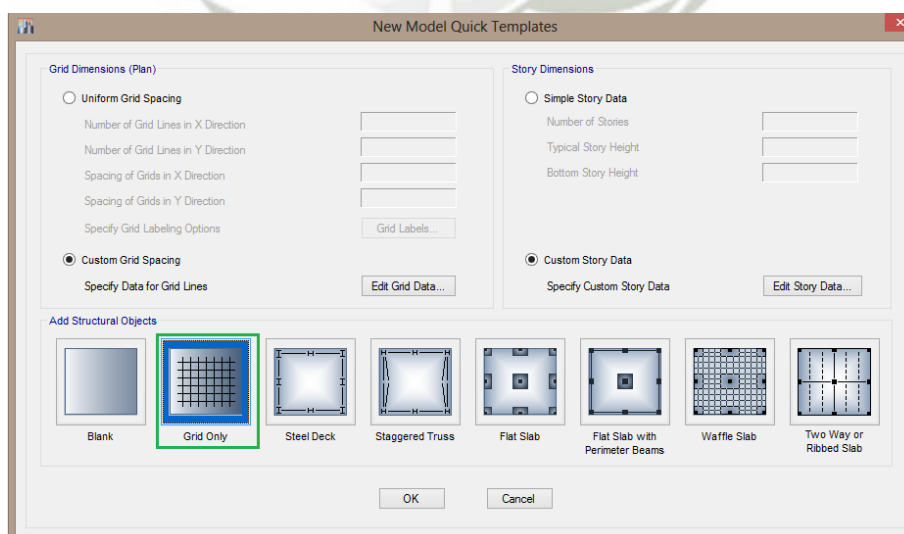 New Model Quick Templates
Grid Dimensions (Plan)
Uniform Grid Spacing
Number of Grid Lines in X Direction
Number of Grid Lines in Y Direction
Spacing of Grids in X Direction
Spacing of Grids in Y Direction
Specify Grid Labeling Options
Grid Labels...
Custom Grid Spacing
Specify Data for Grid Lines
Edit Grid Data...
Story Dimensions
Simple Story Data
Number of Stories
Typical Story Height
Bottom Story Height
Custom Story Data
Specify Custom Story Data
Edit Story Data...
Add Structural Objects
Blank
Grid Only
Steel Deck
Staggered Truss
Flat Slab
Flat Slab with
Perimeter Beams
Waffle Slab
Two Way or
Ribbed Slab
OK
Cancel